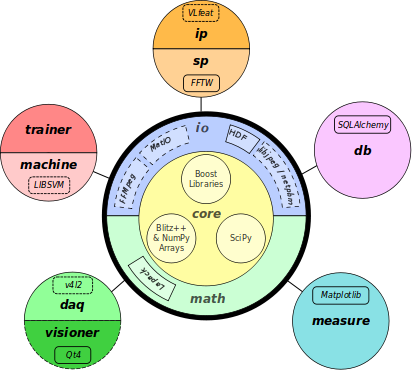 VLfeat
ip
sp
FFTW
trainer
machine
LIBSVM
SQLAlchemy
db
io
MatIO
HDF
FFMpeg
libjpeg / netpbm
Boost
Libraries
core
Blitz++
& NumPy
Arrays
SciPy
Lapack
math
v4l2
daq
visioner
Qt4
Matplotlib
measure